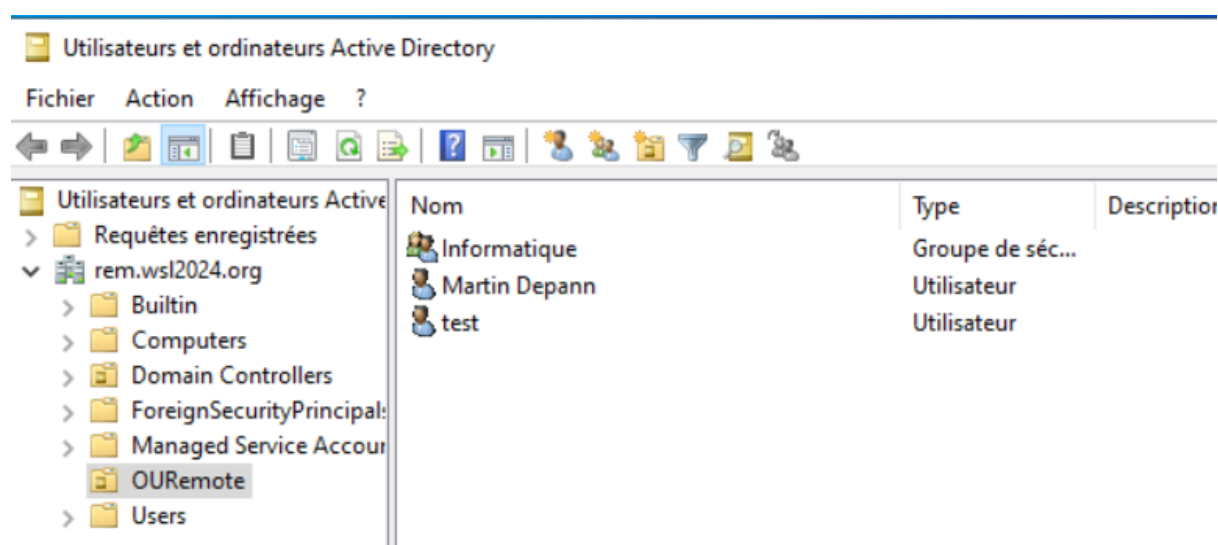 Utilisateurs et ordinateurs Active Directory
Fichier Action Affichage ?
Utilisateurs et ordinateurs Active
Requêtes enregistrées
rem.wsl2024.org
Builtin
Computers
Domain Controllers
ForeignSecurityPrincipals
Managed Service Accour
OURemote
Users
Nom Type Description
Informatique Groupe de séc...
Martin Depann Utilisateur
test Utilisateur